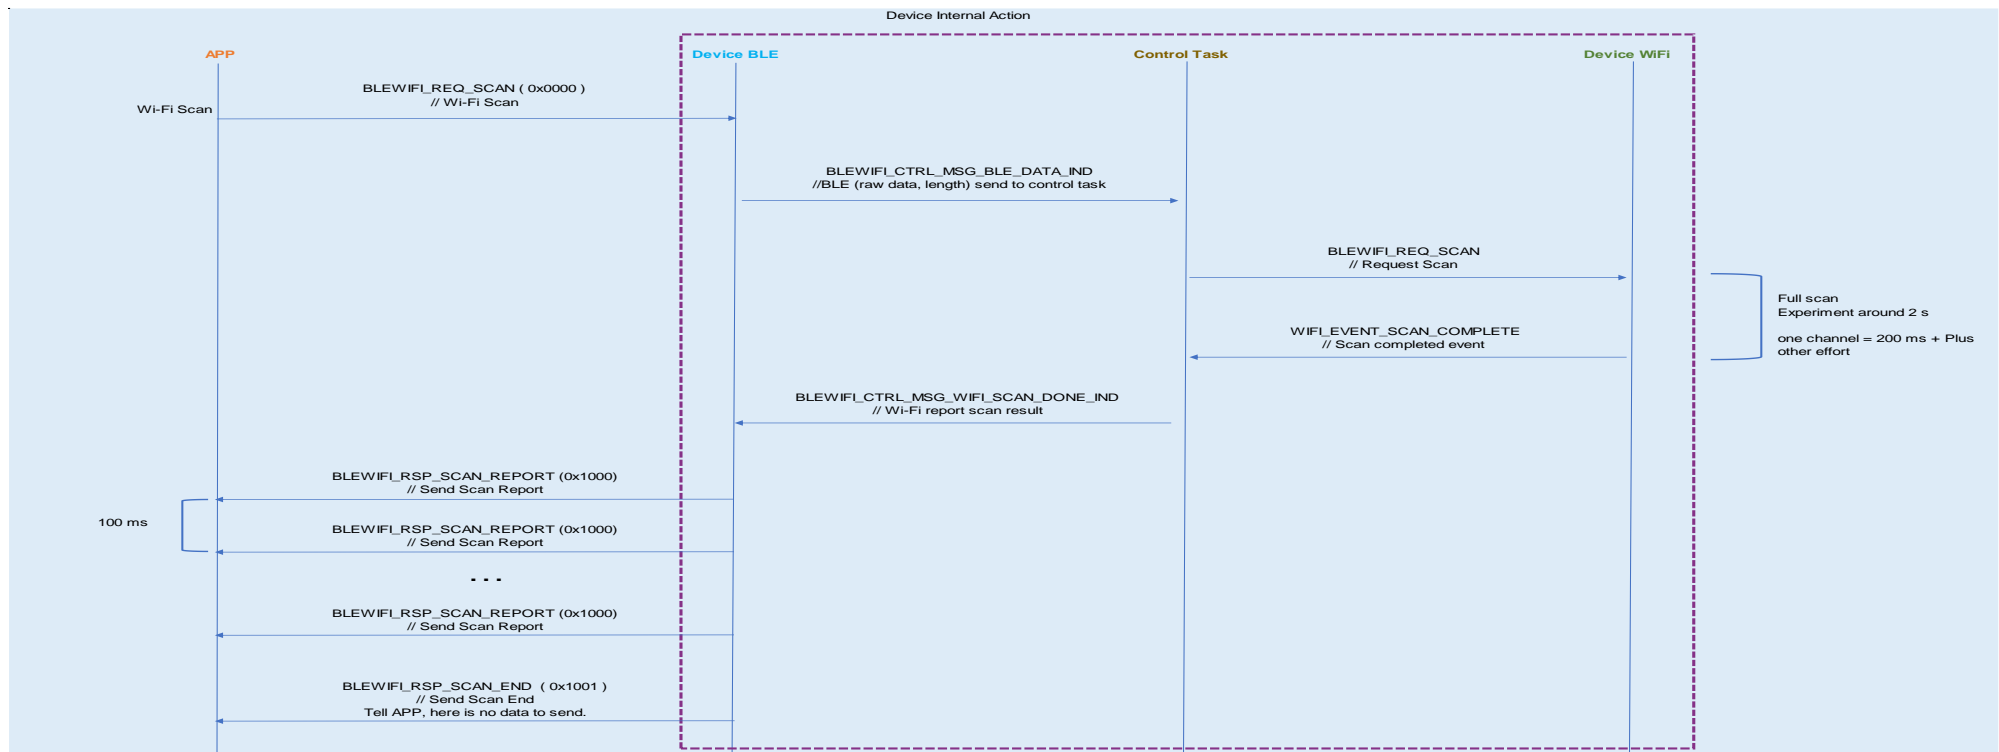 Device Internal Action
APP
Device BLE
Control Task
Device WiFi
BLEWIFI_REQ_SCAN ( 0x0000 )
// Wi-Fi Scan
Wi-Fi Scan
BLEWIFI_CTRL_MSG_BLE_DATA_IND
//BLE (raw data, length) send to control task
BLEWIFI_REQ_SCAN
// Request Scan
Full scan
Experiment around 2 s
one channel = 200 ms + Plus
other effort
WIFI_EVENT_SCAN_COMPLETE
// Scan completed event
BLEWIFI_CTRL_MSG_WIFI_SCAN_DONE_IND
// Wi-Fi report scan result
BLEWIFI_RSP_SCAN_REPORT (0x1000)
// Send Scan Report
100 ms
BLEWIFI_RSP_SCAN_REPORT (0x1000)
// Send Scan Report
- - -
BLEWIFI_RSP_SCAN_REPORT (0x1000)
// Send Scan Report
BLEWIFI_RSP_SCAN_END  ( 0x1001 )
// Send Scan End
Tell APP, here is no data to send.